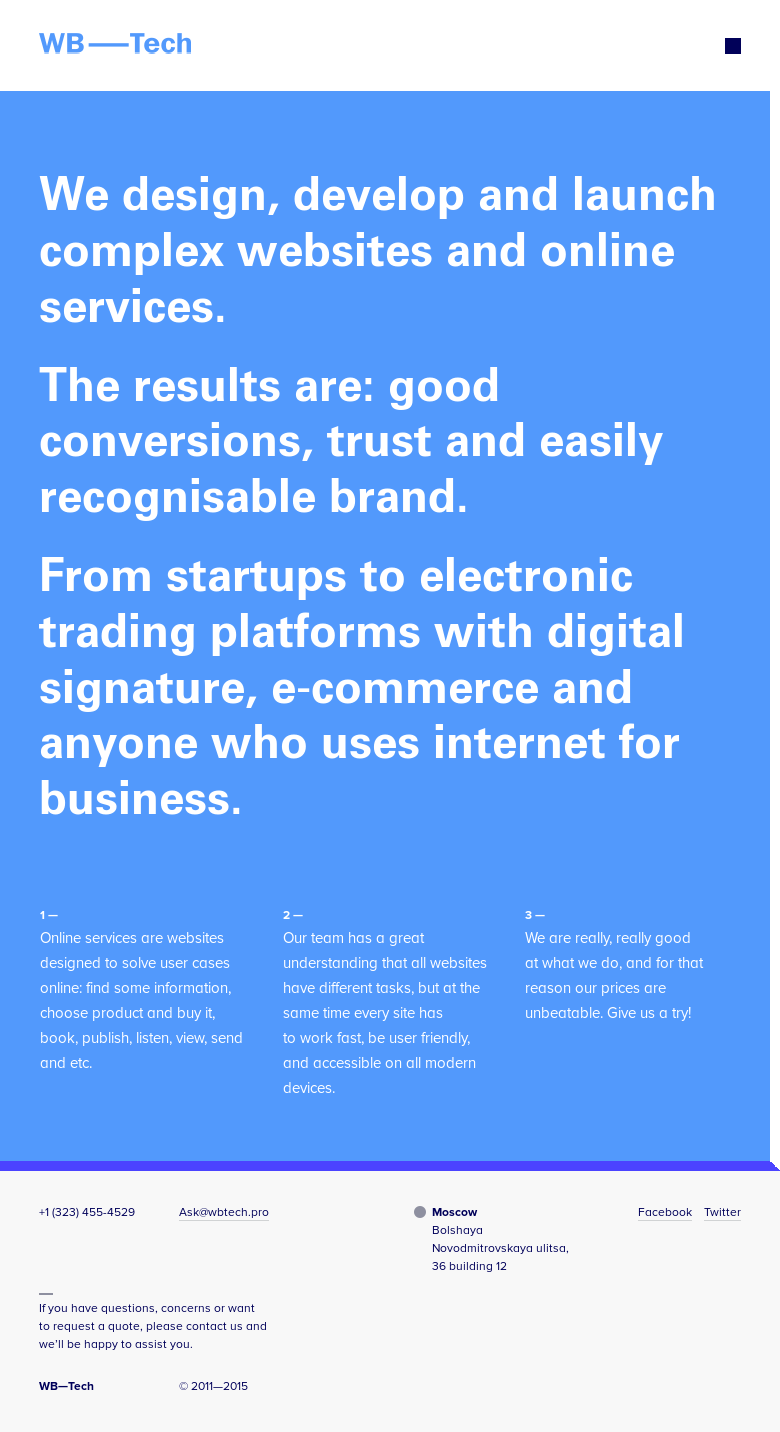 WB—Tech
We design, develop and launch
complex websites and online
services.
The results are: good
conversions, trust and easily
recognisable brand.
From startups to electronic
trading platforms with digital
signature, e-commerce and
anyone who uses internet for
business.
1 —
Online services are websites
designed to solve user cases
online: find some information,
choose product and buy it,
book, publish, listen, view, send
and etc.
2 —
Our team has a great
understanding that all websites
have different tasks, but at the
same time every site has
to work fast, be user friendly,
and accessible on all modern
devices.
3 —
We are really, really good
at what we do, and for that
reason our prices are
unbeatable. Give us a try!
+1 (323) 455-4529
Ask@wbtech.pro
Moscow
Bolshaya
Novodmitrovskaya ulitsa,
36 building 12
Facebook Twitter
—
If you have questions, concerns or want
to request a quote, please contact us and
we’ll be happy to assist you.
WB—Tech
© 2011—2015